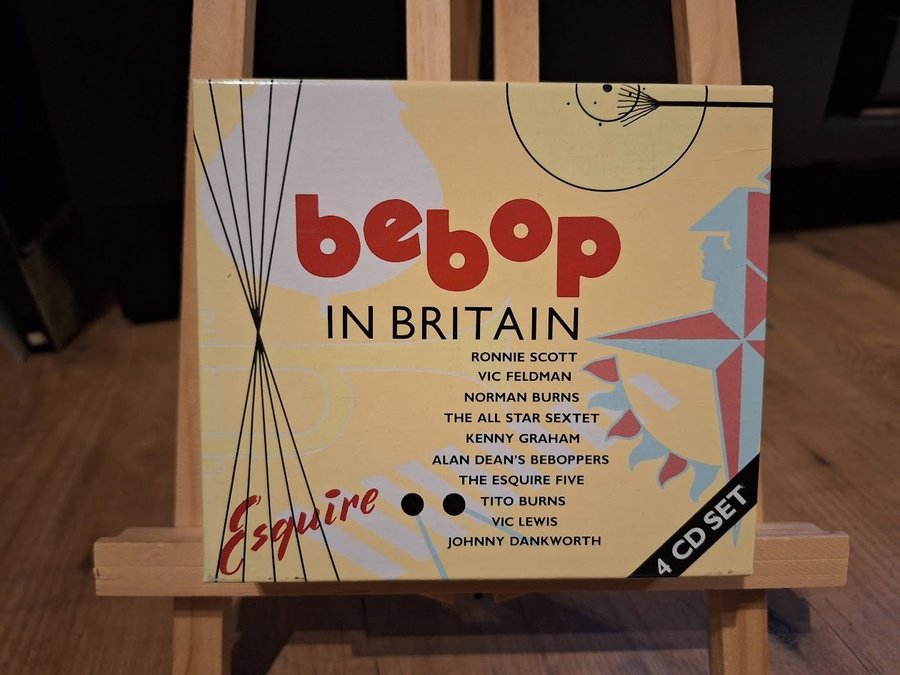 bebop
IN BRITAIN
RONNIE SCOTT
VIC FELDMAN
NORMAN BURNS
THE ALL STAR SEXTET
KENNY GRAHAM
ALAN DEAN'S BEBOPPERS
THE ESQUIRE FIVE
TITO BURNS
VIC LEWIS
JOHNNY DANKWORTH
Esquire
4 CD SET